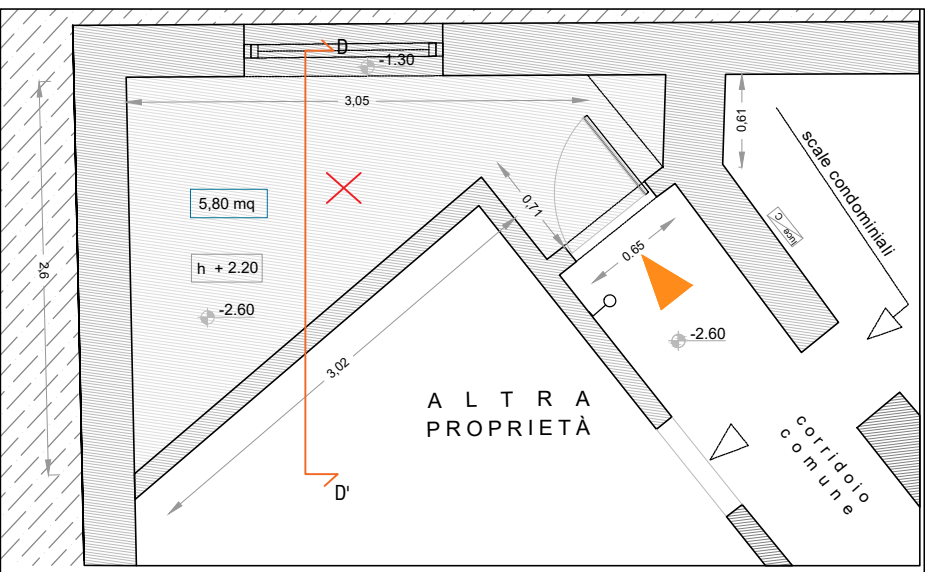 D
-1.30
3,05
0,61
scale condominiali
5,80 mq
0.71
luce C
2,6
h + 2.20
0.65
-2.60
-2.60
3,02
A L T R A
PROPRIETÀ
corridoio
comune
D'